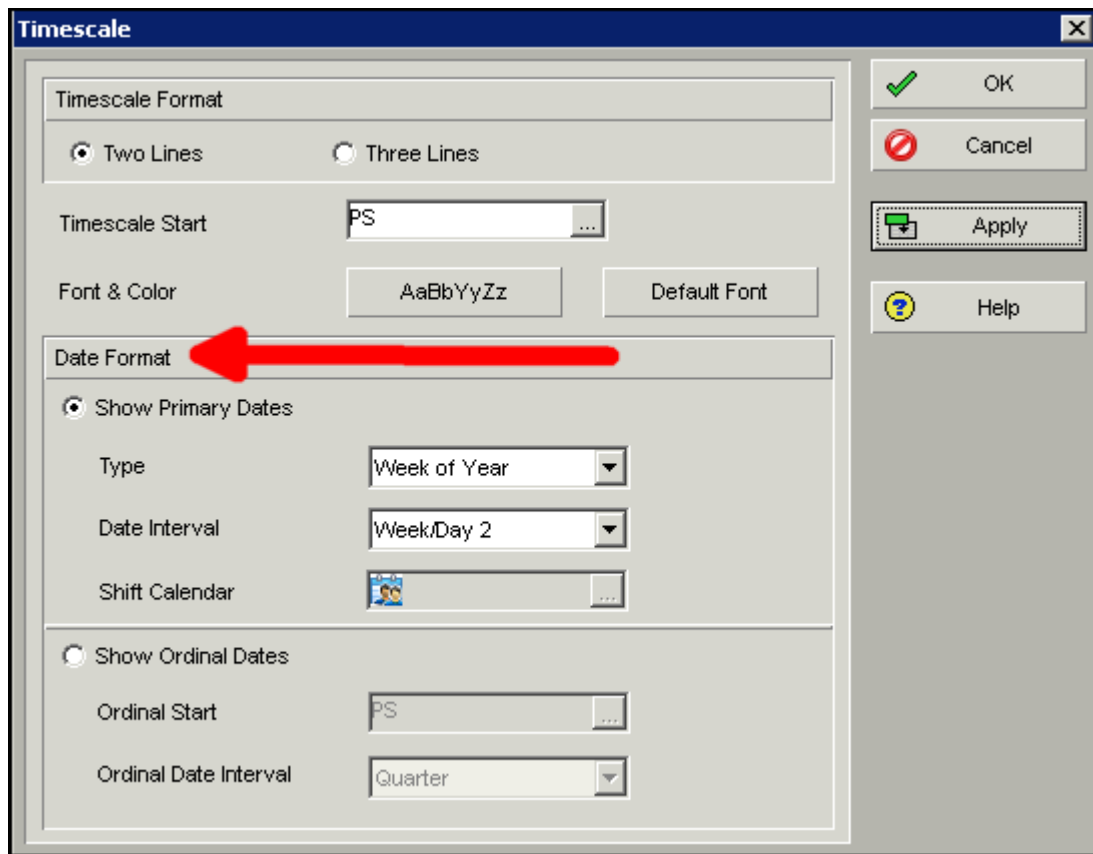 Timescale
Timescale Format
OK
Two Lines
Three Lines
Cancel
Timescale Start
PS
...
Apply
Font & Color
AaBbYyZz
Default Font
Help
Date Format
Show Primary Dates
Type
Week of Year
Date Interval
Week/Day 2
Shift Calendar
...
Show Ordinal Dates
Ordinal Start
PS
...
Ordinal Date Interval
Quarter